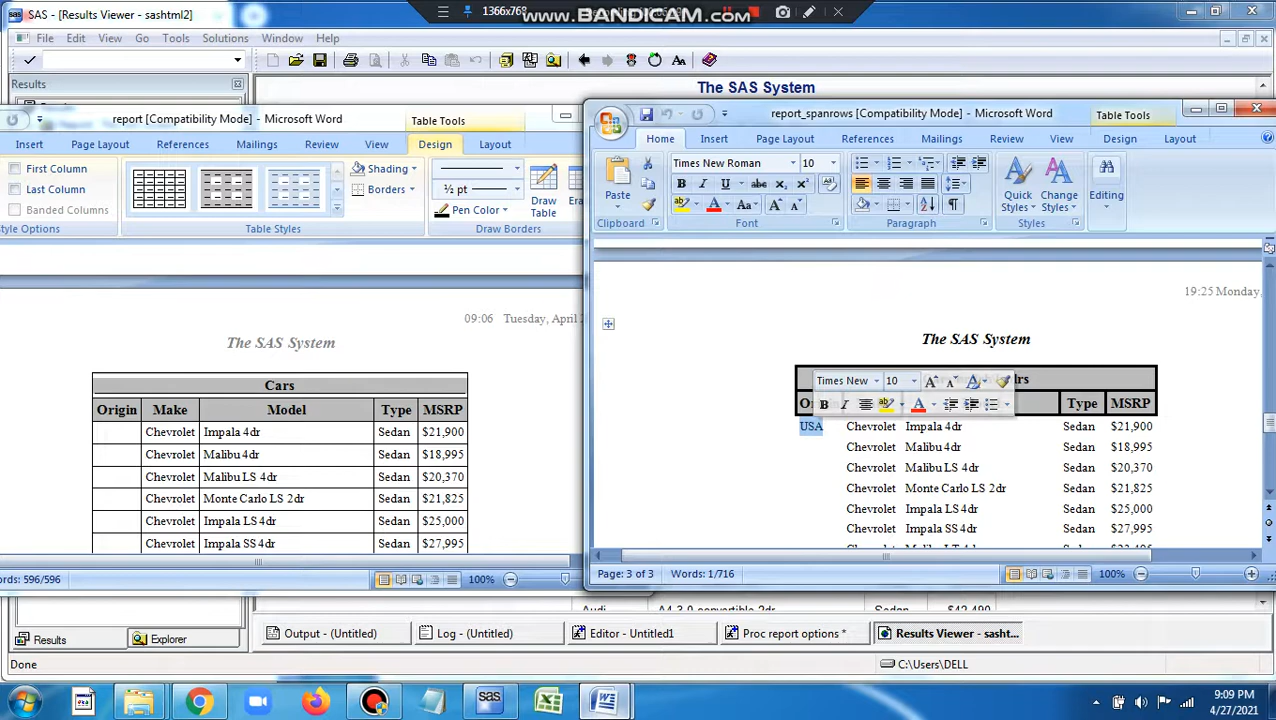 SAS - [Results Viewer - sashtml2]
1366x768
www.BANDICAM.com
File Edit View Go Tools Solutions Window Help
Results
The SAS System
report [Compatibility Mode] - Microsoft Word
Table Tools
Page Layout References Mailings Review View Design Layout
First Column
Last Column
Banded Columns
Shading
Borders
½ pt
Pen Color
Draw Table
Table Styles
Draw Borders
09:06 Tuesday, April
The SAS System
Cars
Origin Make Model Type MSRP
Chevrolet Impala 4dr Sedan $21,900
Chevrolet Malibu 4dr Sedan $18,995
Chevrolet Malibu LS 4dr Sedan $20,370
Chevrolet Monte Carlo LS 2dr Sedan $21,825
Chevrolet Impala LS 4dr Sedan $25,000
Chevrolet Impala SS 4dr Sedan $27,995
596/596
100%
report_spanrows [Compatibility Mode] - Microsoft Word
Table Tools
Home Insert Page Layout References Mailings Review View Design Layout
Times New Roman 10
Paste
B I U abc
Aa
Quick Styles
Change Styles
Editing
Clipboard Font Paragraph Styles
19:25 Monday,
The SAS System
Times New 10
Type MSRP
USA Chevrolet Impala 4dr Sedan $21,900
Chevrolet Malibu 4dr Sedan $18,995
Chevrolet Malibu LS 4dr Sedan $20,370
Chevrolet Monte Carlo LS 2dr Sedan $21,825
Chevrolet Impala LS 4dr Sedan $25,000
Chevrolet Impala SS 4dr Sedan $27,995
Page: 3 of 3 Words: 1/716
100%
Results
Explorer
Output - (Untitled)
Log - (Untitled)
Editor - Untitled1
Proc report options *
Results Viewer - sasht...
Done
C:\Users\DELL
9:09 PM
4/27/2021